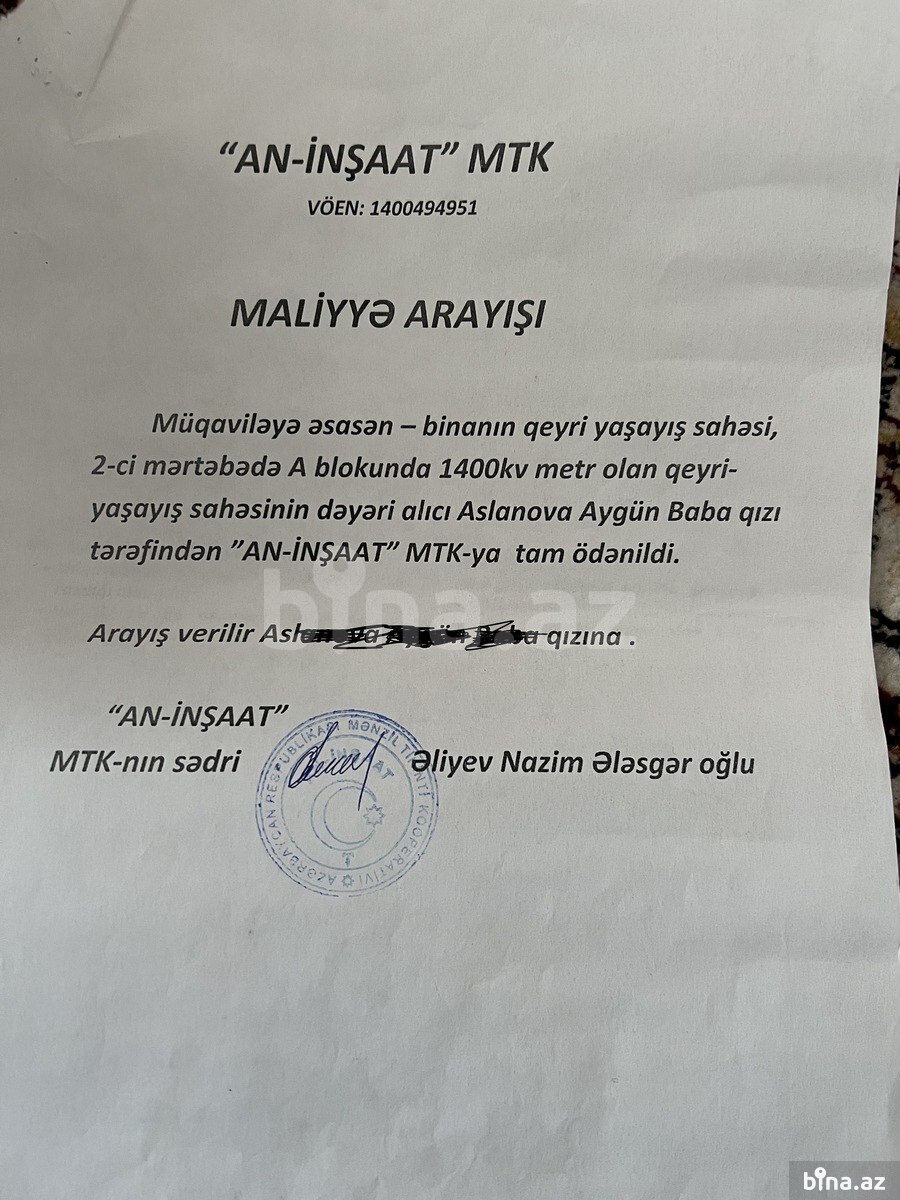 “AN-İNŞAAT” MTK
VÖEN: 1400494951
MALİYYƏ ARAYIŞI
Müqaviləyə əsasən – binanın qeyri yaşayış sahəsi,
2-ci mərtəbədə A blokunda 1400kv metr olan qeyri-
yaşayış sahəsinin dəyəri alıcı Aslanova Aygün Baba qızı
tərəfindən ”AN-İNŞAAT” MTK-ya tam ödənildi.
bina.az
Arayış verilir qızına .
“AN-İNŞAAT”
MTK-nın sədri Əliyev Nazim Ələsgər oğlu
AZƏRBAYCAN RESPUBLİKASI MƏNZİL TİKİNTİ KOOPERATİVİ
bina.az